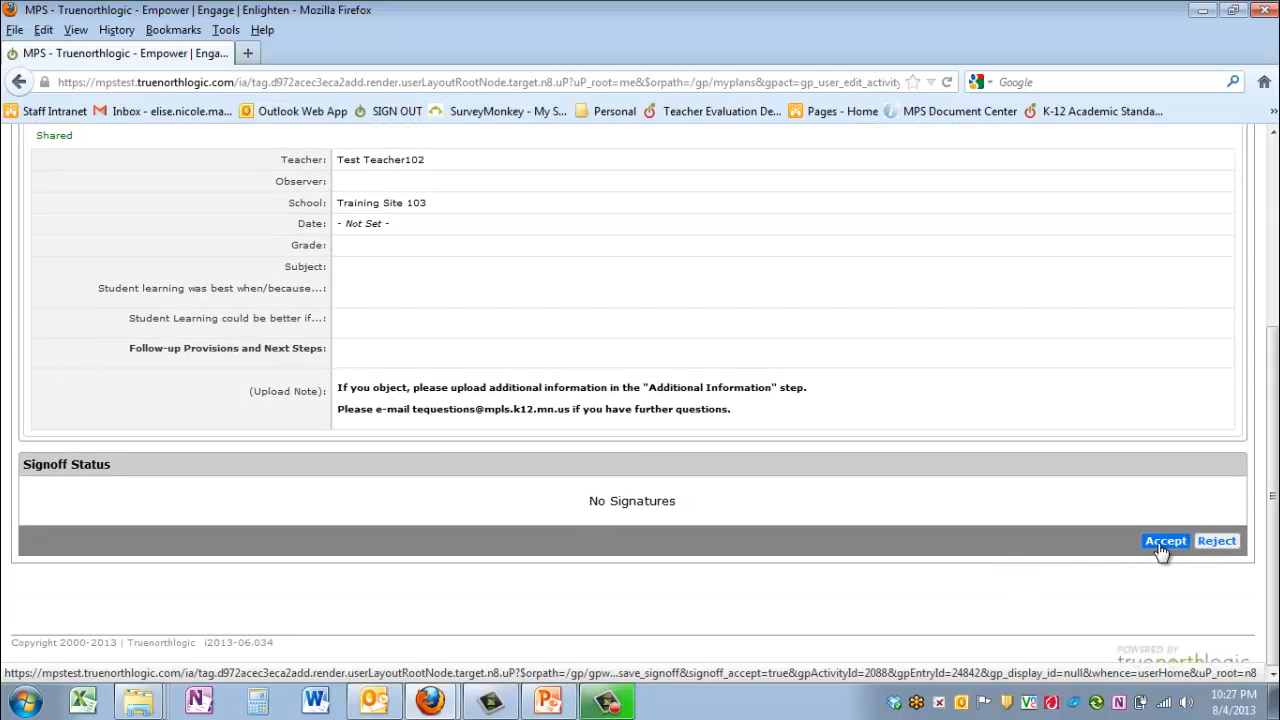 MPS - Truenorthlogic - Empower | Engage | Enlighten - Mozilla Firefox
File Edit View History Bookmarks Tools Help
MPS - Truenorthlogic - Empower | Enga...
https://mpstest.truenorthlogic.com/ia/tag.d972acec3eca2add.render.userLayoutRootNode.target.n8.uP?uP_root=me&$orpath=/gp/myplans&gpact=gp_user_edit_activity
Google
Staff Intranet Inbox - elise.nicole.ma... Outlook Web App SIGN OUT SurveyMonkey - My S... Personal Teacher Evaluation De... Pages - Home MPS Document Center K-12 Academic Standa...
Shared
Teacher: Test Teacher102
Observer:
School: Training Site 103
Date: - Not Set -
Grade:
Subject:
Student learning was best when/because...:
Student Learning could be better if...:
Follow-up Provisions and Next Steps:
(Upload Note): If you object, please upload additional information in the "Additional Information" step.
Please e-mail tequestions@mpls.k12.mn.us if you have further questions.
Signoff Status
No Signatures
Accept Reject
Copyright 2000-2013 | Truenorthlogic i2013-06.034
POWERED BY
truenorthlogic
https://mpstest.truenorthlogic.com/ia/tag.d972acec3eca2add.render.userLayoutRootNode.target.n8.uP?$orpath=/gp/gpw...save_signoff&signoff_accept=true&gpActivityId=2088&gpEntryId=24842&gp_display_id=null&whence=userHome&uP_root=n8
10:27 PM
8/4/2013